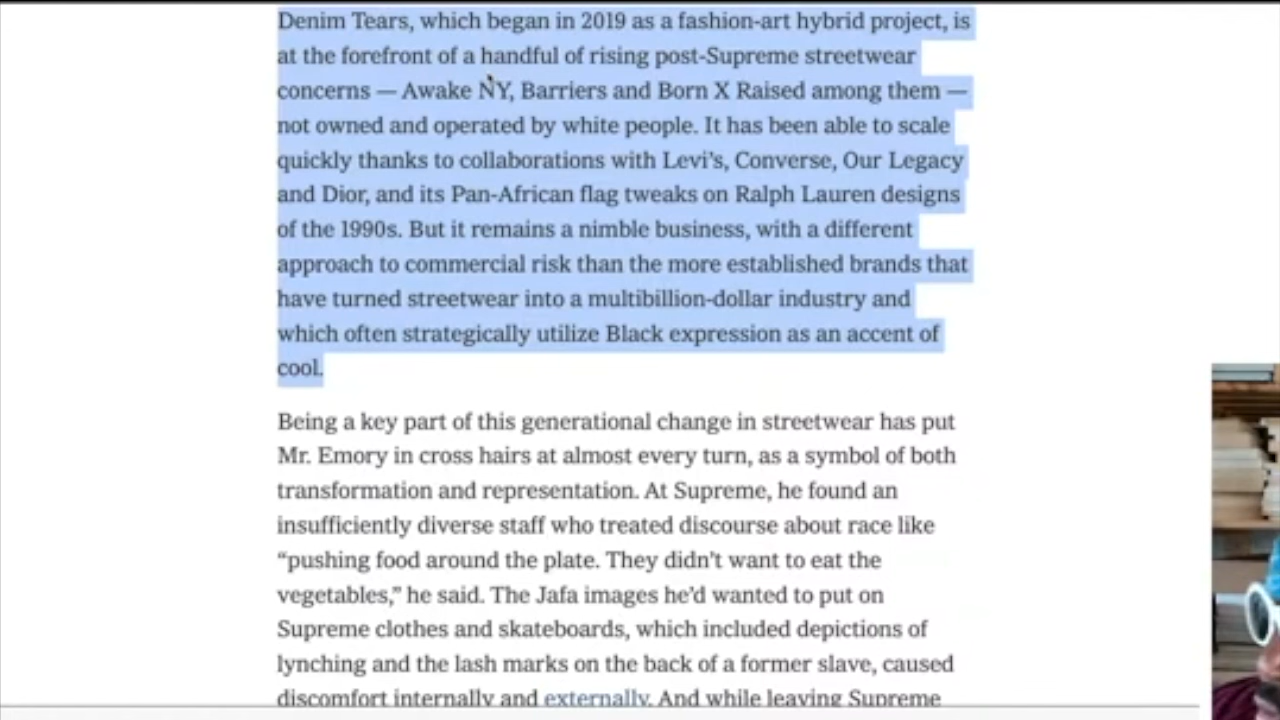 Denim Tears, which began in 2019 as a fashion-art hybrid project, is
at the forefront of a handful of rising post-Supreme streetwear
concerns — Awake NY, Barriers and Born X Raised among them —
not owned and operated by white people. It has been able to scale
quickly thanks to collaborations with Levi’s, Converse, Our Legacy
and Dior, and its Pan-African flag tweaks on Ralph Lauren designs
of the 1990s. But it remains a nimble business, with a different
approach to commercial risk than the more established brands that
have turned streetwear into a multibillion-dollar industry and
which often strategically utilize Black expression as an accent of
cool.
Being a key part of this generational change in streetwear has put
Mr. Emory in cross hairs at almost every turn, as a symbol of both
transformation and representation. At Supreme, he found an
insufficiently diverse staff who treated discourse about race like
“pushing food around the plate. They didn’t want to eat the
vegetables,” he said. The Jafa images he’d wanted to put on
Supreme clothes and skateboards, which included depictions of
lynching and the lash marks on the back of a former slave, caused
discomfort internally and externally. And while leaving Supreme